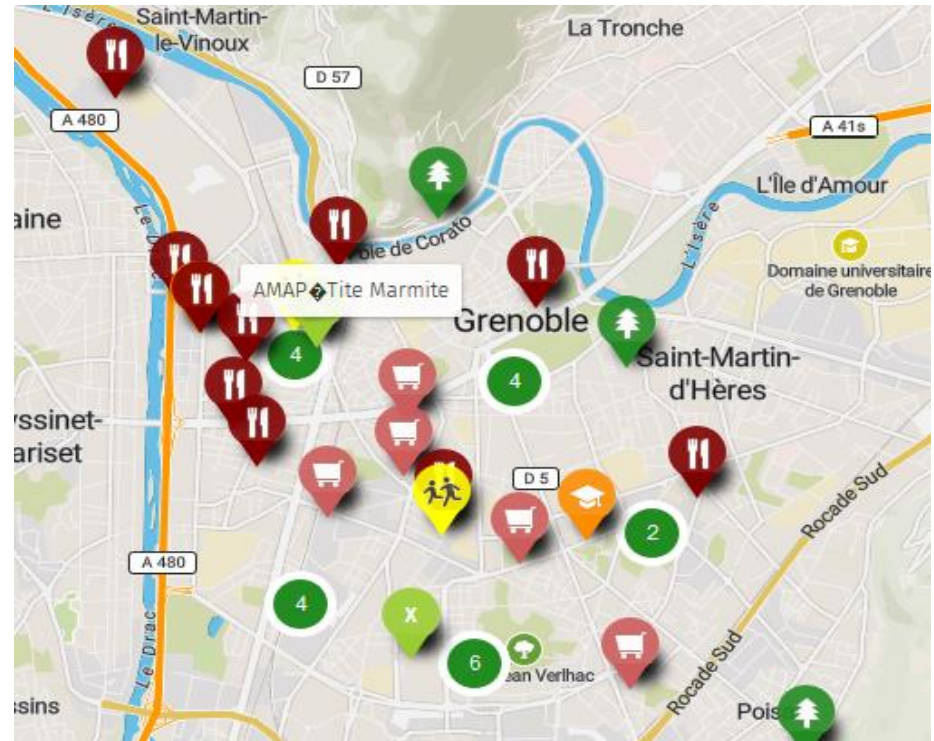 L'Isère
Saint-Martin-
le-Vinoux
La Tronche
D 57
A 480
A 41s
L'Île d'Amour
aine
L'Isère
oie de Corato
Domaine universitaire
de Grenoble
AMAP�Tite Marmite
Grenoble
4
4
Saint-Martin-
d'Hères
yssinet-
ariset
D 5
Rocade Sud
2
A 480
4
X
Le Drac
6
ean Verlhac
Rocade Sud
ssins